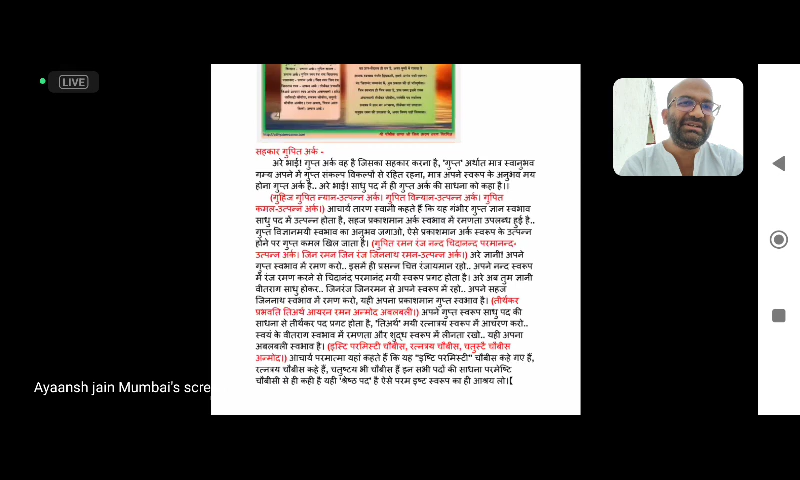 LIVE
सहकार गुपित अर्क -
अरे भाई! गुप्त अर्क वह है जिसका सहकार करना है, 'गुप्त' अर्थात मात्र स्वानुभव
गम्य अपने में गुप्त संकल्प विकल्पों से रहित रहना, मात्र अपने स्वरूप के अनुभव मय
होना गुप्त अर्क है.. अरे भाई! साधु पद में ही गुप्त अर्क की साधना को कहा है।।
(गुहिज गुपित न्यान-उत्पन्न अर्क। गुपित विन्यान-उत्पन्न अर्क। गुपित
कमल-उत्पन्न अर्क।) आचार्य तारण स्वामी कहते हैं कि यह गंभीर गुप्त ज्ञान स्वभाव
साधु पद में उत्पन्न होता है, सहज प्रकाशमान अर्क स्वभाव में रमणता उपलब्ध हुई है..
गुप्त विज्ञानमयी स्वभाव का अनुभव जगाओ, ऐसे प्रकाशमान अर्क स्वरूप के उत्पन्न
होने पर गुप्त कमल खिल जाता है। (गुपित रमन रंज नन्द चिदानन्द परमानन्द-
उत्पन्न अर्क। जिन रमन जिन रंज जिननाथ रमन-उत्पन्न अर्क।) अरे ज्ञानी! अपने
गुप्त स्वभाव में रमण करो.. इसमें ही प्रसन्न चित्त रंजायमान रहो.. अपने नन्द स्वरूप
में रंज रमण करने से चिदानंद परमानंद मयी स्वरूप प्रगट होता है। अरे अब तुम ज्ञानी
वीतराग साधु होकर.. जिनरंज जिनरमन से अपने स्वरूप में रहो.. अपने सहज
जिननाथ स्वभाव में रमण करो, यही अपना प्रकाशमान गुप्त स्वभाव है। (तीर्थंकर
प्रभवति तिअर्थ आयरन रमन अन्मोद अबलबली।) अपने गुप्त स्वरूप साधु पद की
साधना से तीर्थंकर पद प्रगट होता है, 'तिअर्थ' मयी रत्नात्रय स्वरूप में आचरण करो..
स्वयं के वीतराग स्वभाव में रमणता और शुद्ध स्वरूप में लीनता रखो.. यही अपना
अबलबली स्वभाव है। (इस्टि परमिस्टी चौबीस, रत्नत्रय चौबीस, चतुस्टै चौबीस
अन्मोद।) आचार्य परमात्मा यहां कहते हैं कि यह "इष्टि परमिस्टी" चौबीस कहे गए हैं,
रत्नत्रय चौबीस कहे हैं, चतुष्टय भी चौबीस हैं इन सभी पदों की साधना परमेष्टि
चौबीसी से ही कही है यही 'श्रेष्ठ पद' है ऐसे परम इष्ट स्वरूप का ही आश्रय लो।【
Ayaansh jain Mumbai's scre